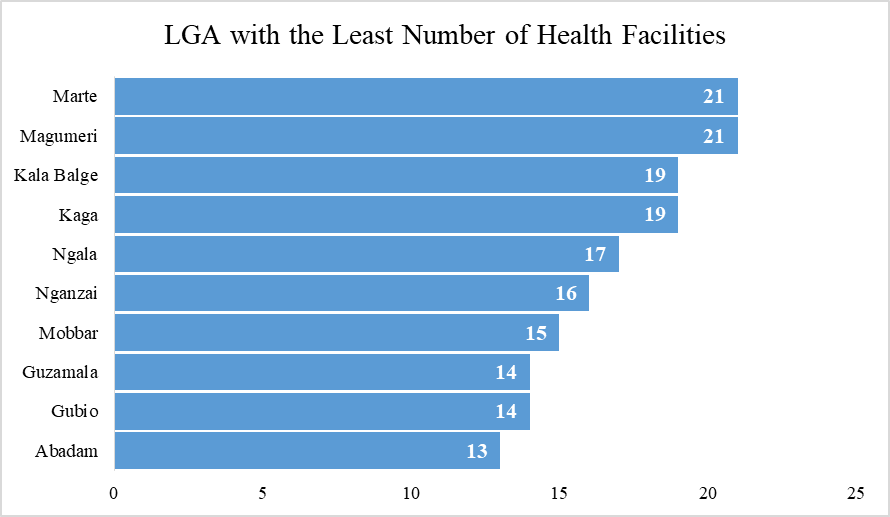 LGA with the Least Number of Health Facilities
Marte 21
Magumeri 21
Kala Balge 19
Kaga 19
Ngala 17
Nganzai 16
Mobbar 15
Guzamala 14
Gubio 14
Abadam 13
0 5 10 15 20 25